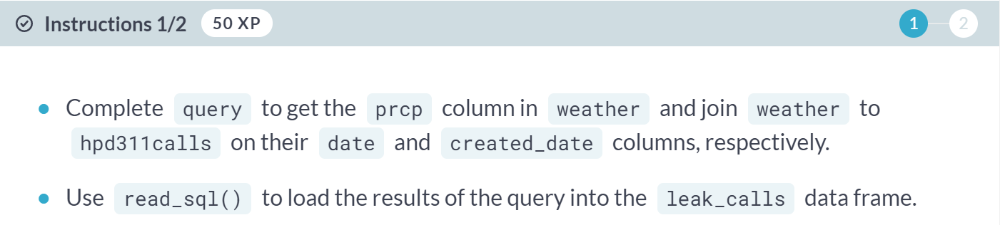 Instructions 1/2 50 XP 1 2
Complete query to get the prcp column in weather and join weather to
hpd311calls on their date and created_date columns, respectively.
Use read_sql() to load the results of the query into the leak_calls data frame.